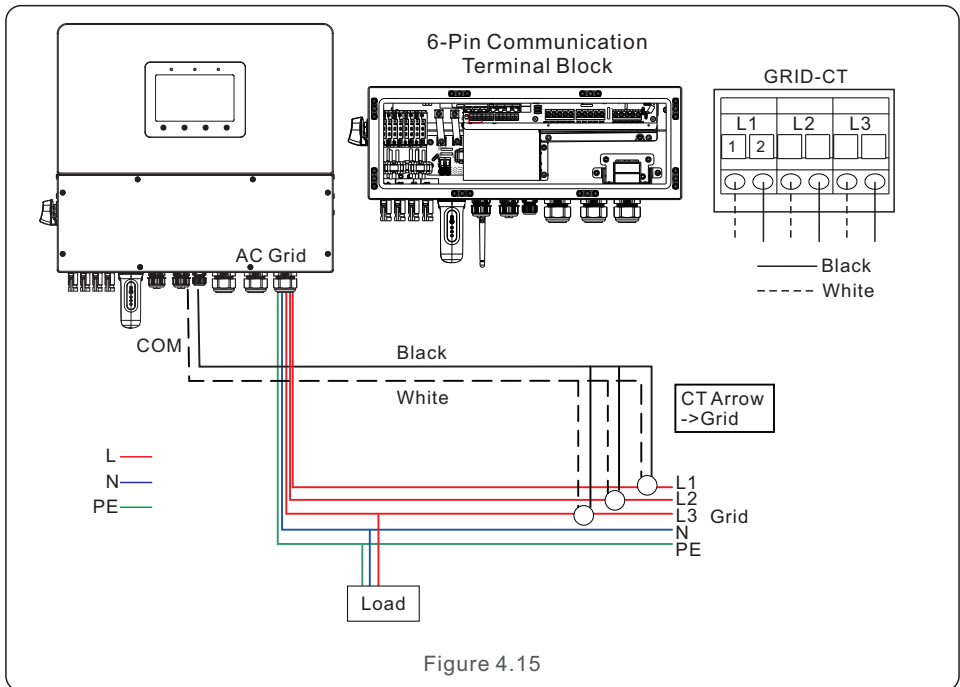 6-Pin Communication
Terminal Block
GRID-CT
L1 L2 L3
1 2
AC Grid
Black
White
COM
Black
White
CT Arrow
->Grid
L
N
PE
L1
L2
L3 Grid
N
PE
Load
Figure 4.15